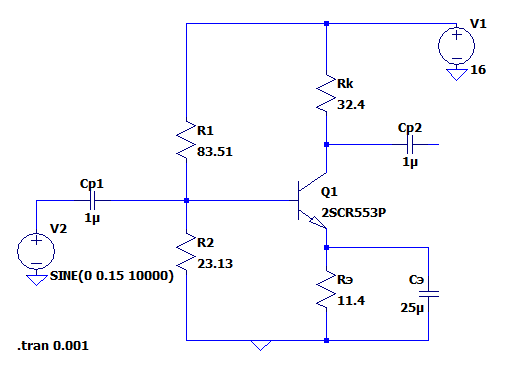 V1
16
Rk
32.4
Cp2
1µ
R1
83.51
Cp1
1µ
Q1
2SCR553P
V2
SINE(0 0.15 10000)
R2
23.13
Rэ
11.4
Cэ
25µ
.tran 0.001